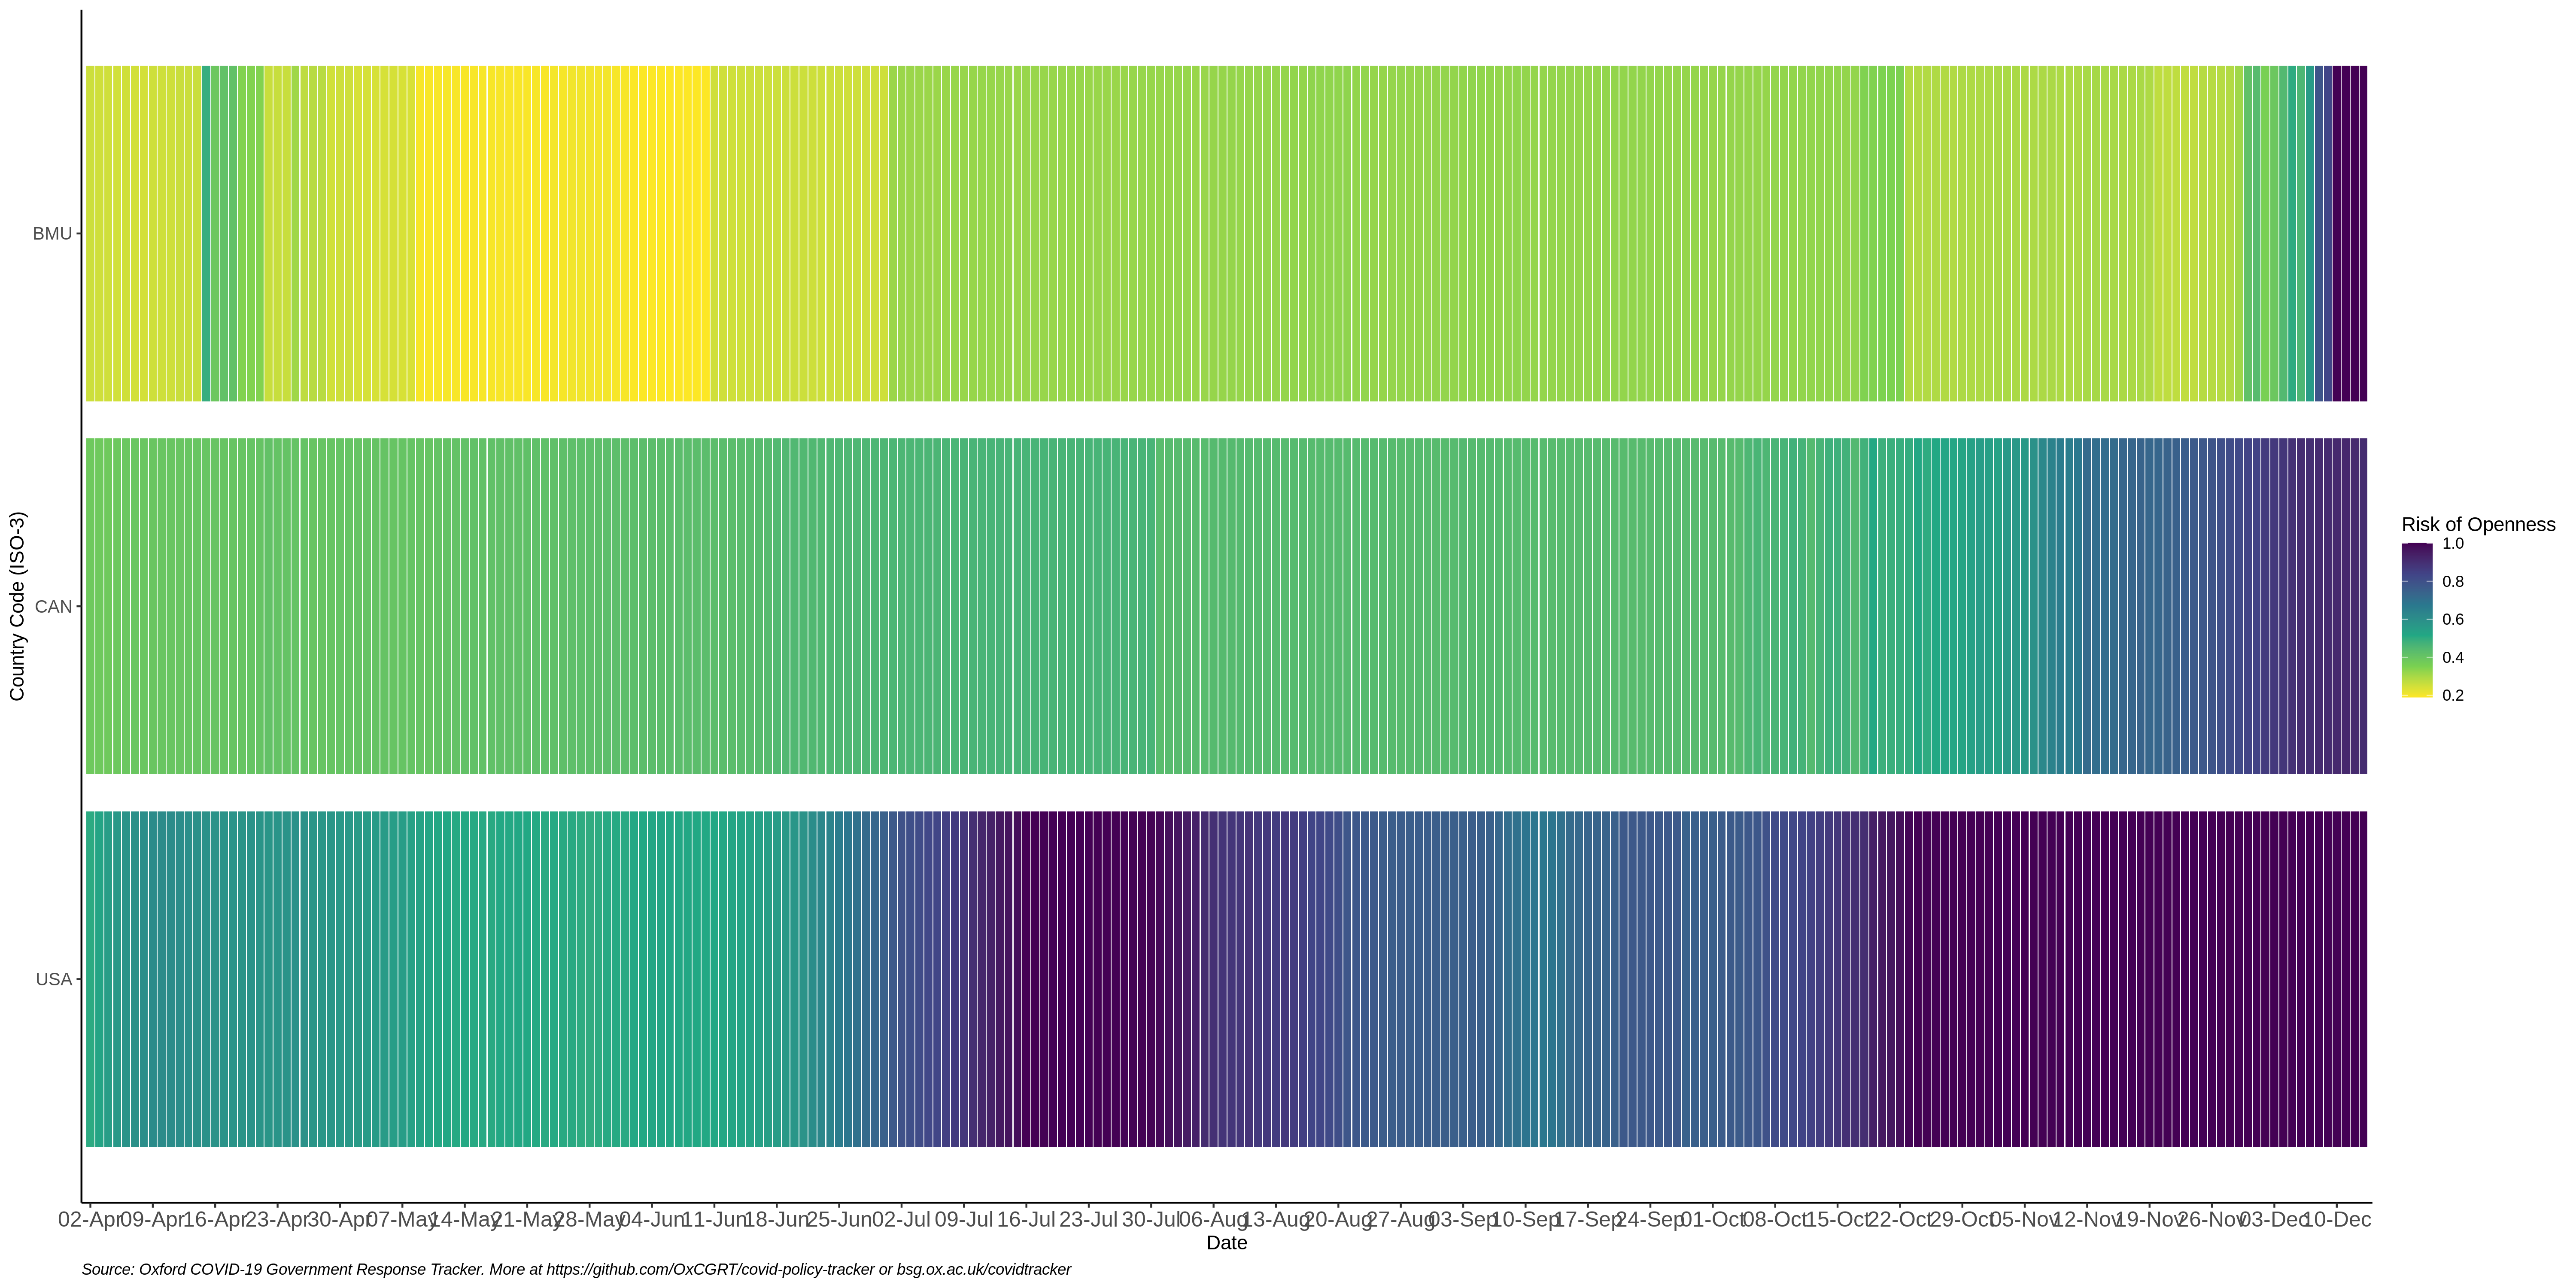 BMU
CAN
USA
Country Code (ISO-3)
Risk of Openness
1.0
0.8
0.6
0.4
0.2
02-Apr 09-Apr 16-Apr 23-Apr 30-Apr 07-May 14-May 21-May 28-May 04-Jun 11-Jun 18-Jun 25-Jun 02-Jul 09-Jul 16-Jul 23-Jul 30-Jul 06-Aug 13-Aug 20-Aug 27-Aug 03-Sep 10-Sep 17-Sep 24-Sep 01-Oct 08-Oct 15-Oct 22-Oct 29-Oct 05-Nov 12-Nov 19-Nov 26-Nov 03-Dec 10-Dec
Date
Source: Oxford COVID-19 Government Response Tracker. More at https://github.com/OxCGRT/covid-policy-tracker or bsg.ox.ac.uk/covidtracker